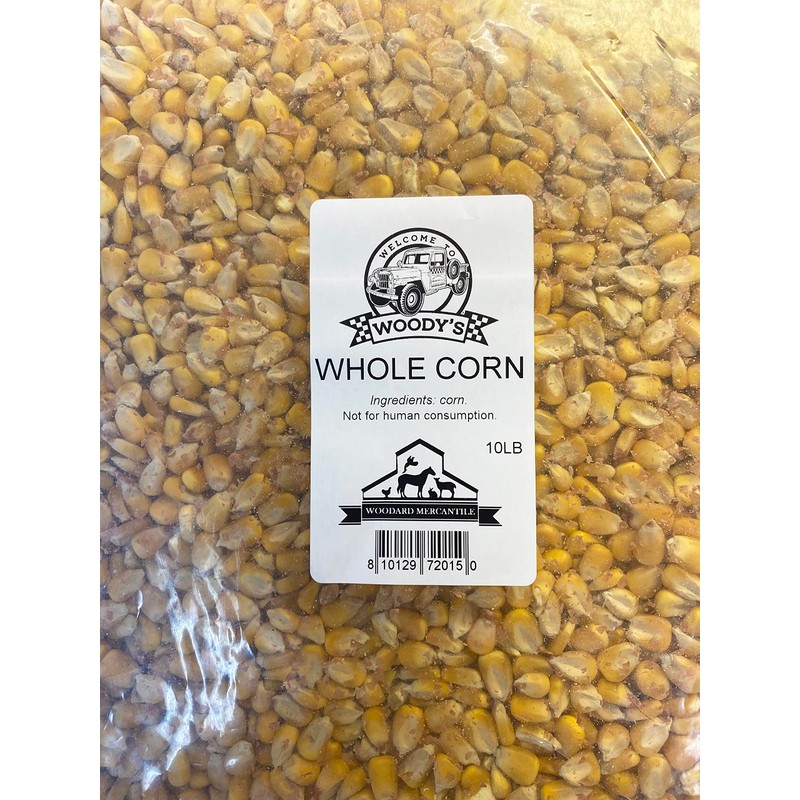 WELCOME TO
WOODY'S
WHOLE CORN
Ingredients: corn.
Not for human consumption.
10LB
WOODARD MERCANTILE
8 10129 72015 0